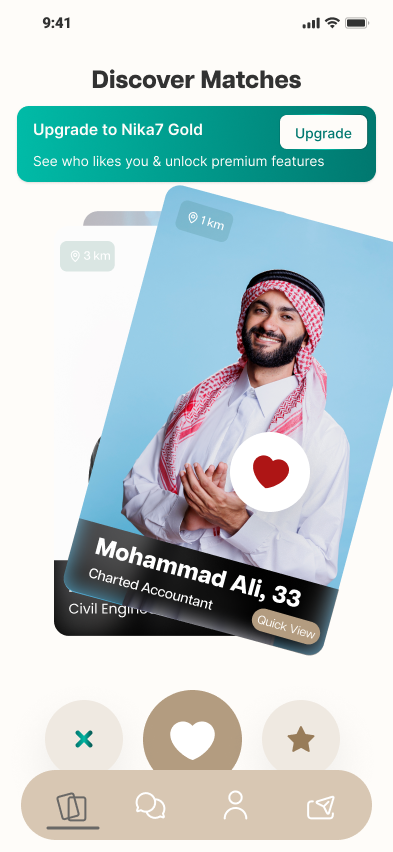 9:41
Discover Matches
Upgrade to Nika7 Gold
Upgrade
See who likes you & unlock premium features
1 km
3 km
Mohammad Ali, 33
Charted Accountant
Quick View
Civil Engin